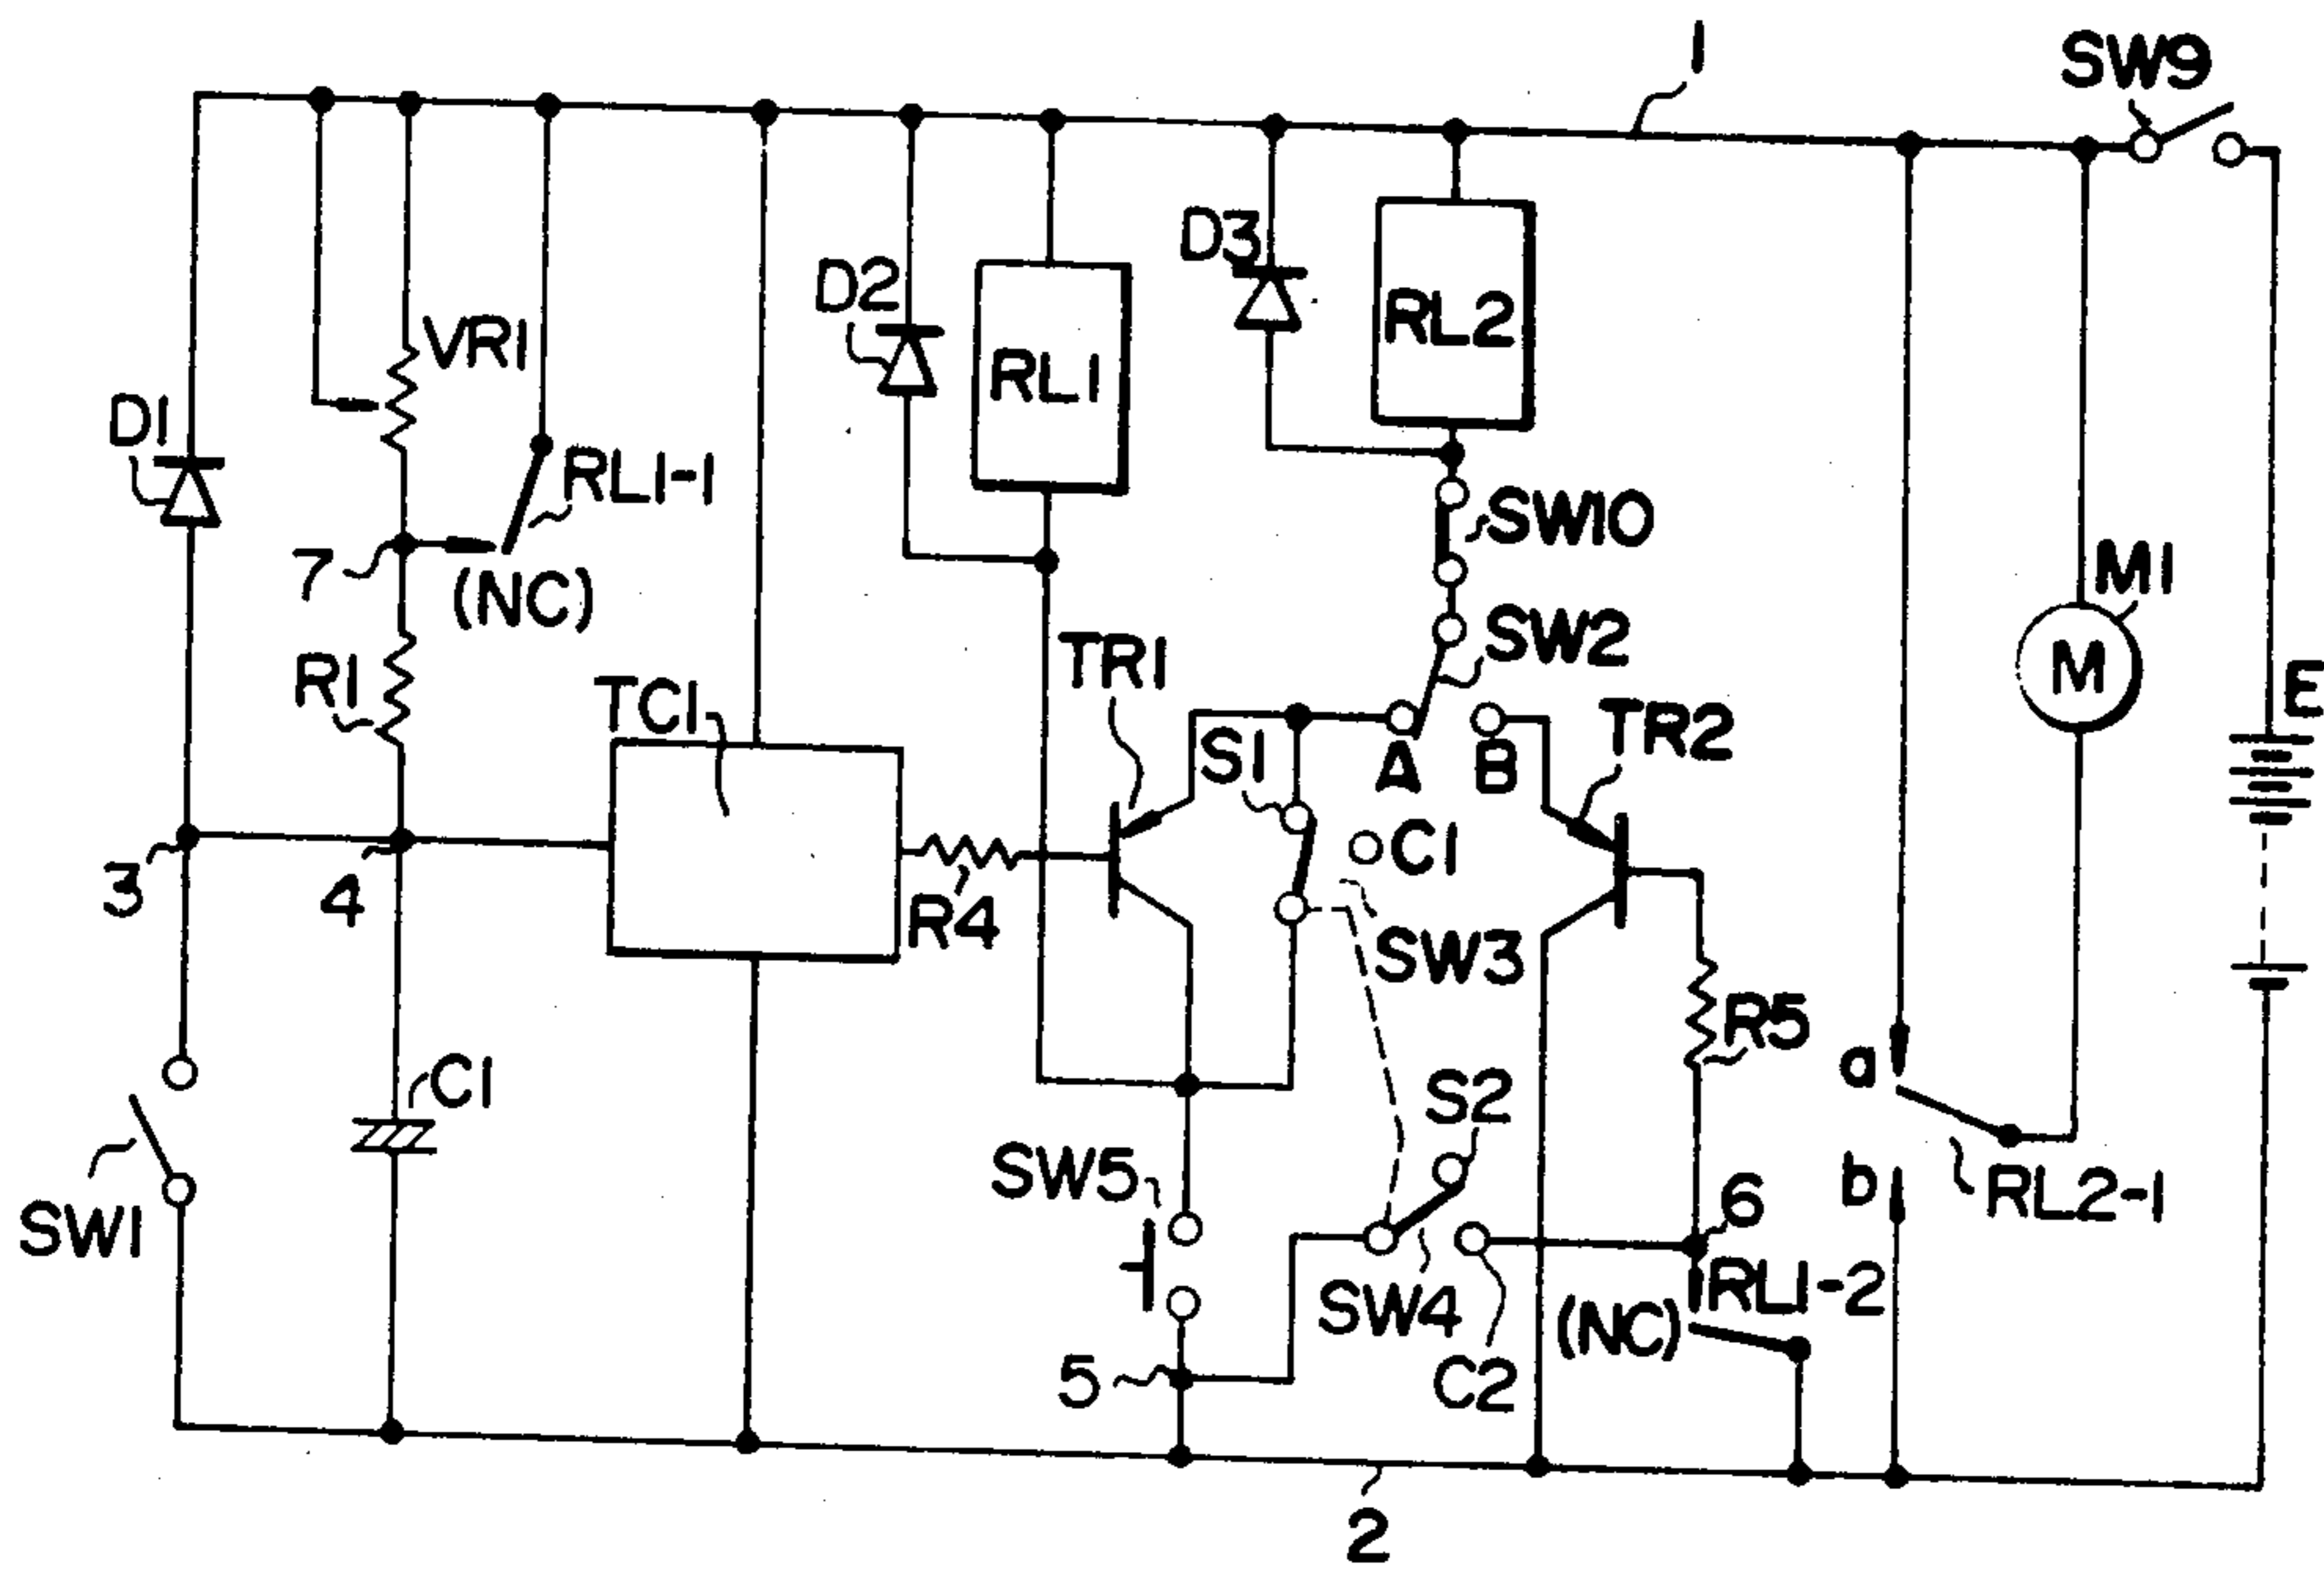 1
SW9
D3
D2
RL2
VR1
RL1
D1
RL1-1
SW10
7
(NC)
M1
SW2
TR1
M
R1
TC1
E
TR2
S1
A
B
C1
3
4
R4
SW3
R5
a
C1
S2
SW5
b
RL2-1
6
SW1
RL1-2
SW4
(NC)
5
C2
2